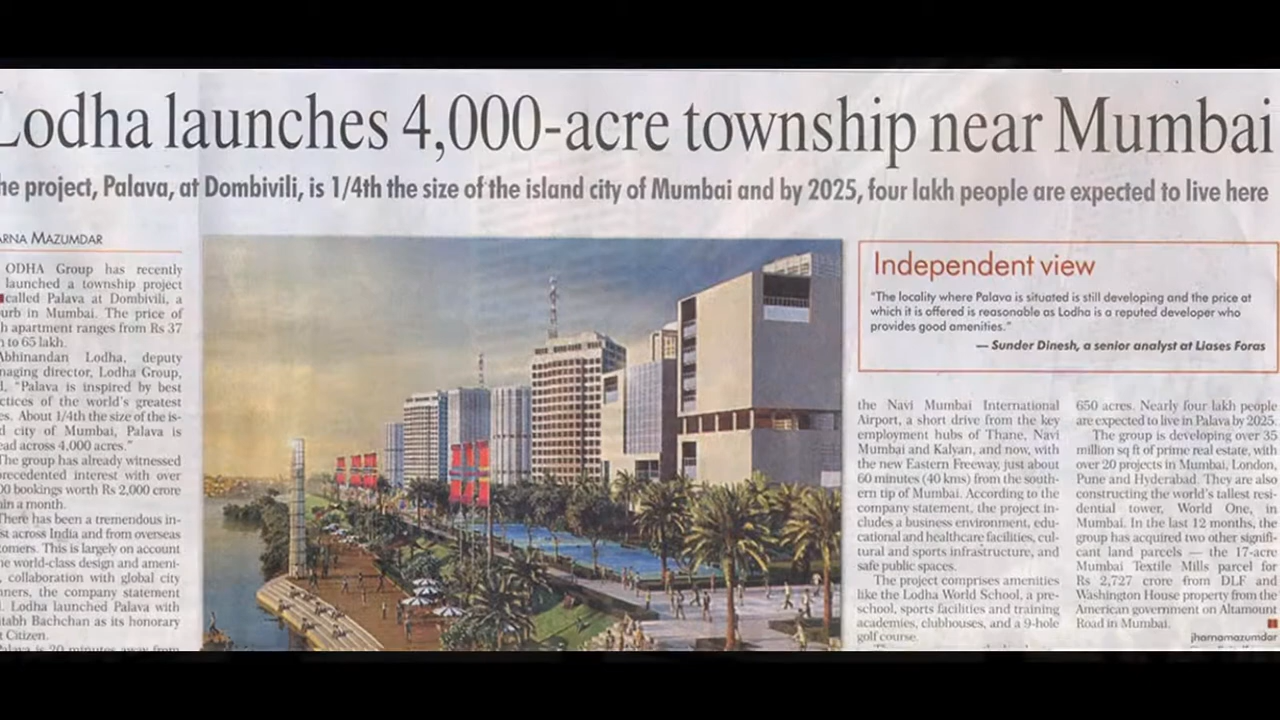 Lodha launches 4,000-acre township near Mumbai
he project, Palava, at Dombivili, is 1/4th the size of the island city of Mumbai and by 2025, four lakh people are expected to live here
ARNA MAZUMDAR
ODHA Group has recently
launched a township project
called Palava at Dombivili, a
urb in Mumbai. The price of
h apartment ranges from Rs 37
to 65 lakh.
Abhinandan Lodha, deputy
naging director, Lodha Group,
"Palava is inspired by best
ctices of the world's greatest
es. About 1/4th the size of the is-
d city of Mumbai, Palava is
ead across 4,000 acres."
The group has already witnessed
precedented interest with over
00 bookings worth Rs 2,000 crore
in a month.
There has been a tremendous in-
st across India and from overseas
omers. This is largely on account
he world-class design and ameni-
, collaboration with global city
nners, the company statement
. Lodha launched Palava with
itabh Bachchan as its honorary
t Citizen.
Palava is 20 minutes away from
Independent view
"The locality where Palava is situated is still developing and the price at
which it is offered is reasonable as Lodha is a reputed developer who
provides good amenities."
— Sunder Dinesh, a senior analyst at Liases Foras
the Navi Mumbai International
Airport, a short drive from the key
employment hubs of Thane, Navi
Mumbai and Kalyan, and now, with
the new Eastern Freeway, just about
60 minutes (40 kms) from the south-
ern tip of Mumbai. According to the
company statement, the project in-
cludes a business environment, edu-
cational and healthcare facilities, cul-
tural and sports infrastructure, and
safe public spaces.
The project comprises amenities
like the Lodha World School, a pre-
school, sports facilities and training
academies, clubhouses, and a 9-hole
golf course.
650 acres. Nearly four lakh people
are expected to live in Palava by 2025.
The group is developing over 35
million sq ft of prime real estate, with
over 20 projects in Mumbai, London,
Pune and Hyderabad. They are also
constructing the world's tallest resi-
dential tower, World One, in
Mumbai. In the last 12 months, the
group has acquired two other signifi-
cant land parcels — the 17-acre
Mumbai Textile Mills parcel for
Rs 2,727 crore from DLF and
Washington House property from the
American government on Altamount
Road in Mumbai.
jharnamazumdar